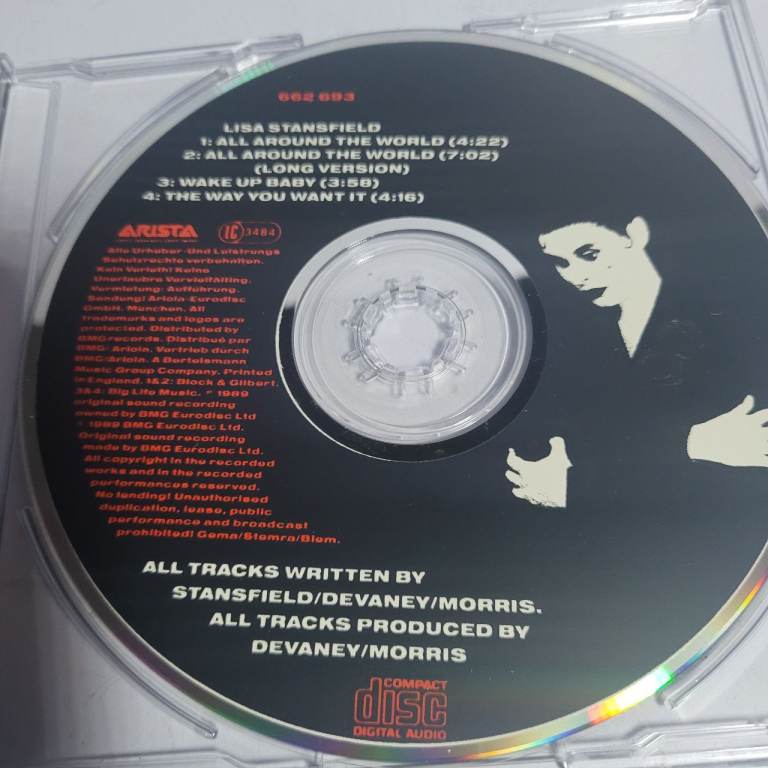 662 693
LISA STANSFIELD
1: ALL AROUND THE WORLD (4:22)
2: ALL AROUND THE WORLD (7:02)
(LONG VERSION)
3: WAKE UP BABY (3:58)
4: THE WAY YOU WANT IT (4:16)
ARISTA
LC 3484
Alle Urheber-Und Leistrungs
Schutzrechte vorbehalten.
Kein Verleih! Keine
Unerlaubte Vervielfälting.
Vermietung: Aufführung.
Sendung! Ariola-Eurodisc
GmbH. Munchen. All
trademarks and logos are
protected. Distributed by
BMG records. Distribué par
BMG: Ariola. Vertrieb dürch
BMG/Ariola. A Bertelsmann
Music Group Company. Printed
in England. 1&2: Block & Gilbert.
3&4: Big Life Music. ℗ 1989
original sound recording
owned by BMG Eurodisc Ltd
© 1989 BMG Eurodisc Ltd.
Original sound recording
made by BMG Eurodisc Ltd.
All copyright in the recorded
works and in the recorded
performances reserved.
No lending! Unauthorised
duplication, lease, public
performance and broadcast
prohibited! Gema/Stemra/Biem.
ALL TRACKS WRITTEN BY
STANSFIELD/DEVANEY/MORRIS.
ALL TRACKS PRODUCED BY
DEVANEY/MORRIS
COMPACT
disc
DIGITAL AUDIO